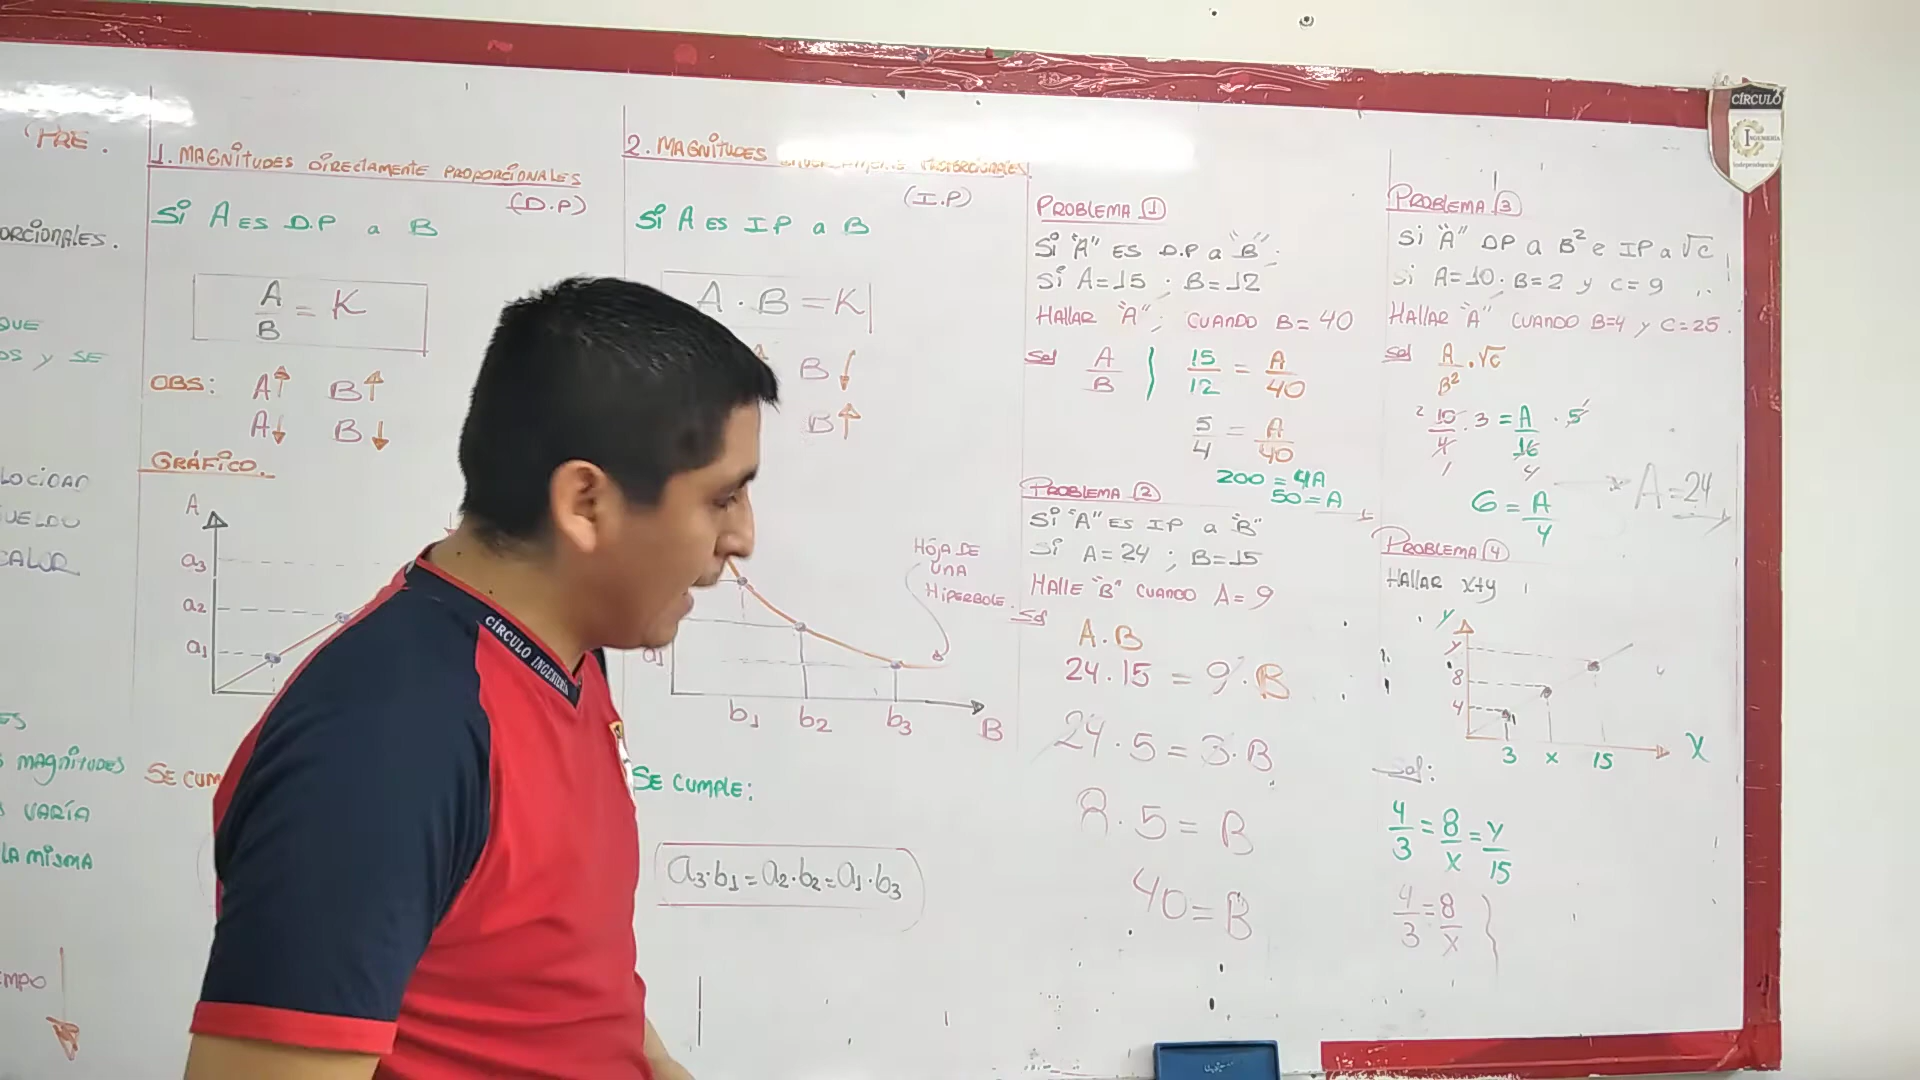 PRE.
ORCIONALES.
QUE
OS y SE
LOCIDAD
UELDO
CALOR
ES
MAGNITUDES
VARÍA
LA MISMA
EMPO
1. MAGNITUDES DIRECTAMENTE PROPORCIONALES
(D.P)
Si A ES D.P a B
A/B = K
OBS: A↑ B↑
A↓ B↓
GRÁFICO.
A
a3
a2
a1
SE CUM
2. MAGNITUDES
(I.P)
Si A ES I.P a B
A · B = K
B↓
B↑
HOJA DE
UNA
HIPERBOLE.
a1
b1 b2 b3 B
SE CUMPLE:
a3·b1=a2·b2=a1·b3
PROBLEMA 1
Si "A" ES D.P a "B";
Si A=15 ; B=12
HALLAR "A"; CUANDO B=40
Sol A/B } 15/12 = A/40
5/4 = A/40
200=4A
50=A
PROBLEMA 2
Si "A" ES I.P a "B"
Si A=24 ; B=15
HALLE "B" CUANDO A=9
Sol
A.B
24.15 = 9.B
24·5=3·B
8·5=B
40=B
PROBLEMA 3
Si "A" DP a B² e IP a √C
Si A=10; B=2 y C=9
HALLAR "A" CUANDO B=4 y C=25.
Sol A/B² · √C
2 10/4 · 3 = A/16 · 5
1 4
6 = A/4 → A=24
PROBLEMA 4
HALLAR x+y
y
y
8
4
3 x 15 X
Sol:
4/3=8/x=y/15
4/3=8/x }
CÍRCULO
INGENIERÍA
Independencia
CÍRCULO INGENIERÍA